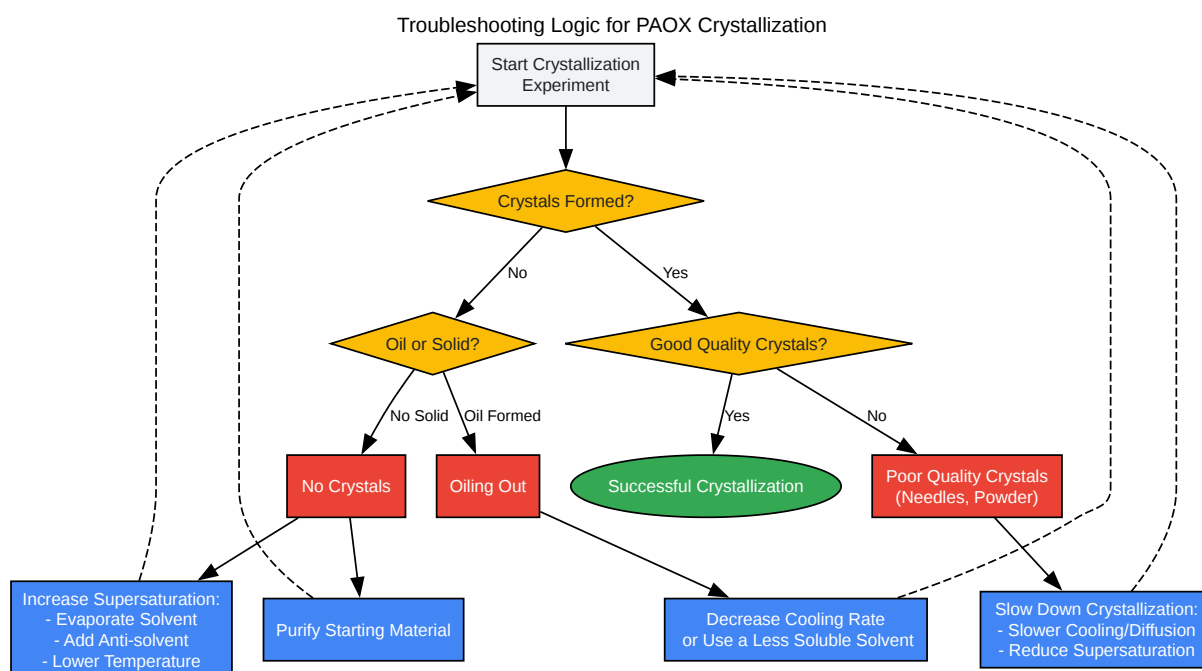 Troubleshooting Logic for PAOX Crystallization
Start Crystallization
Experiment
Crystals Formed?
No
Yes
Oil or Solid?
Good Quality Crystals?
No Solid
Oil Formed
Yes
No
No Crystals
Oiling Out
Successful Crystallization
Poor Quality Crystals
(Needles, Powder)
Increase Supersaturation:
- Evaporate Solvent
- Add Anti-solvent
- Lower Temperature
Purify Starting Material
Decrease Cooling Rate
or Use a Less Soluble Solvent
Slow Down Crystallization:
- Slower Cooling/Diffusion
- Reduce Supersaturation